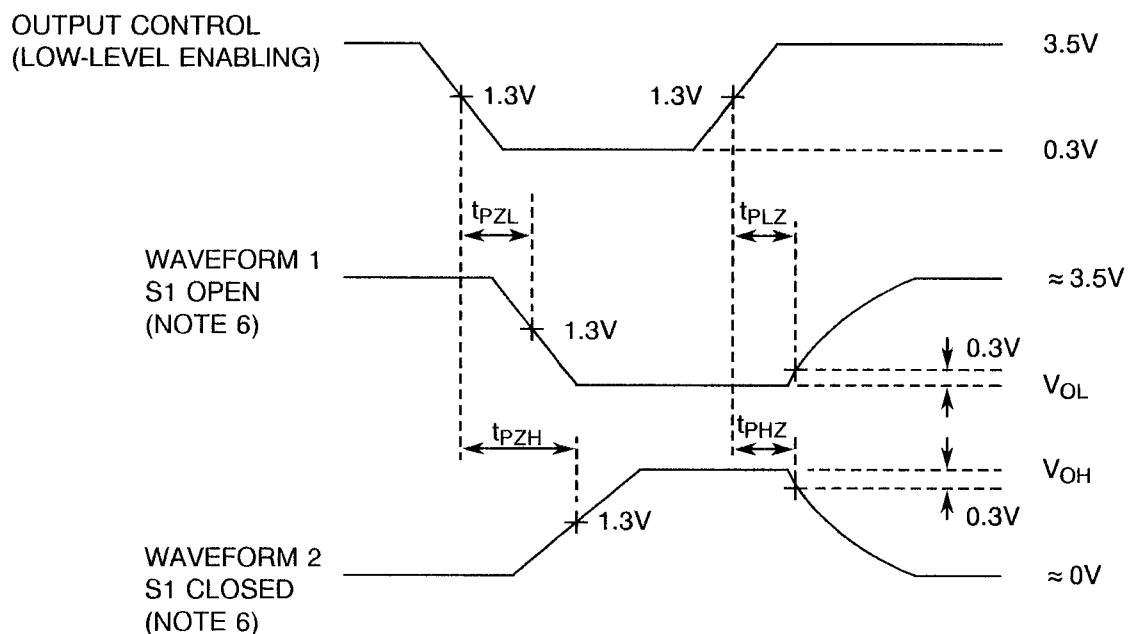 OUTPUT CONTROL
(LOW-LEVEL ENABLING)
3.5V
1.3V
1.3V
0.3V
tPZL
tPLZ
WAVEFORM 1
S1 OPEN
(NOTE 6)
≈ 3.5V
1.3V
0.3V
VOL
tPZH
tPHZ
VOH
1.3V
0.3V
WAVEFORM 2
S1 CLOSED
(NOTE 6)
≈ 0V